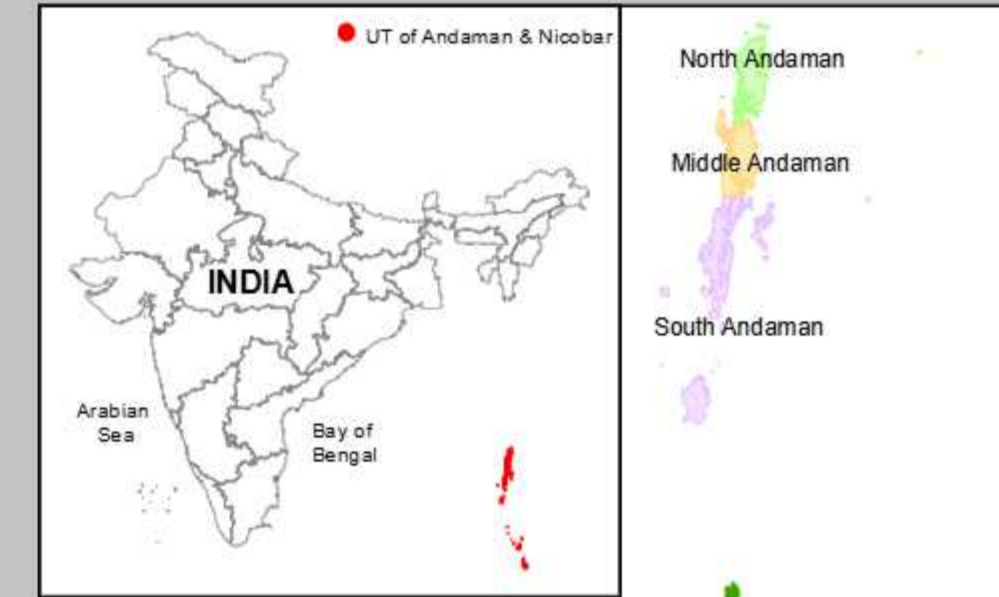 UT of Andaman & Nicobar
INDIA
Arabian
Sea
Bay of
Bengal
North Andaman
Middle Andaman
South Andaman